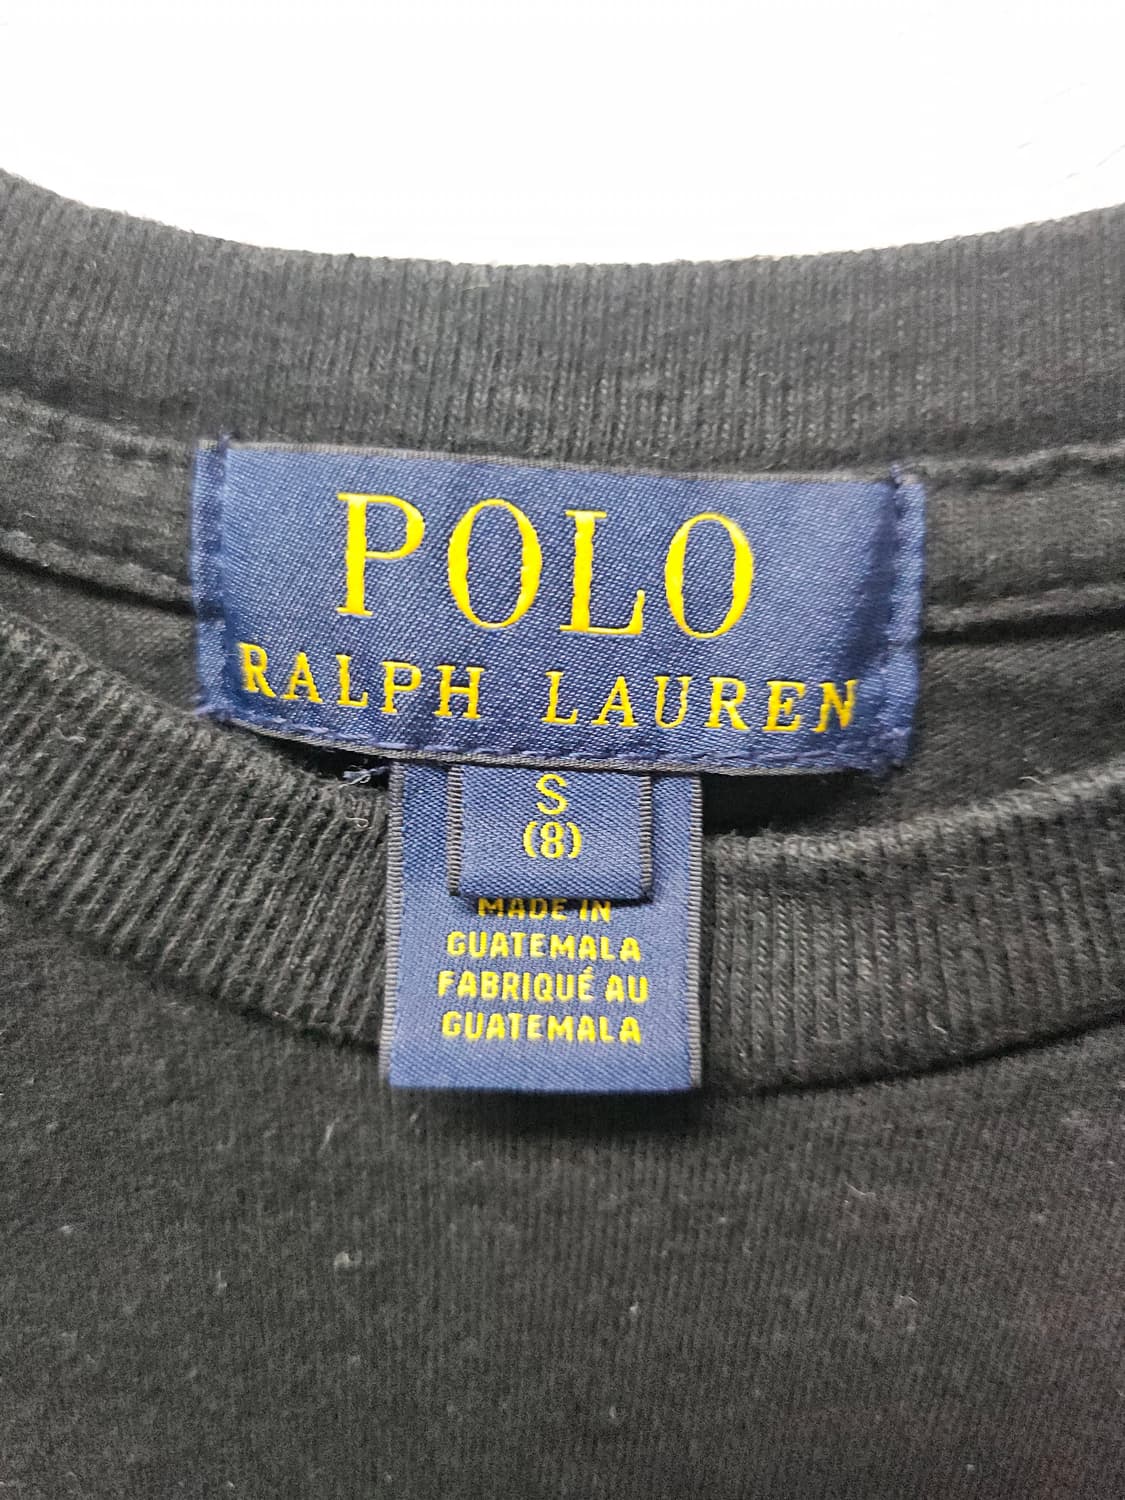 POLO
RALPH LAUREN
S
(8)
MADE IN
GUATEMALA
FABRIQUÉ AU
GUATEMALA